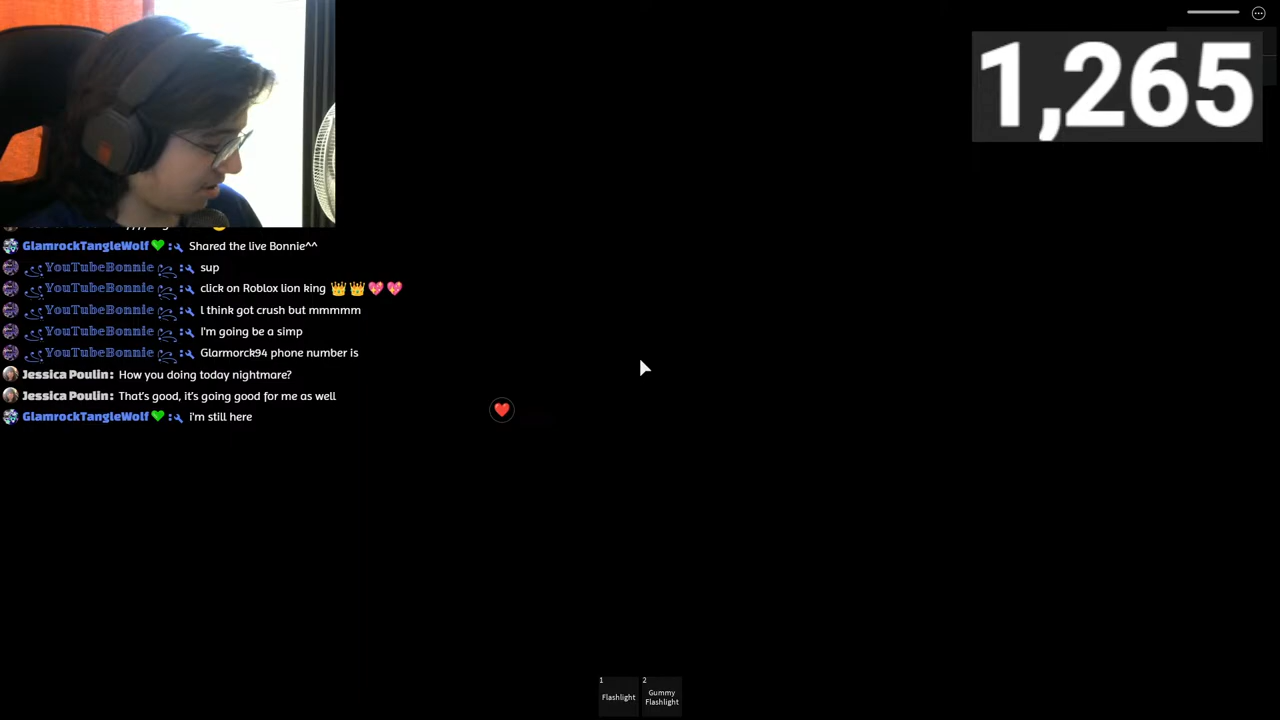 1,265
GlamrockTangleWolf💚: Shared the live Bonnie^^
YouTubeBonnie: sup
YouTubeBonnie: click on Roblox lion king 👑👑💖💖
YouTubeBonnie: l think got crush but mmmmm
YouTubeBonnie: I'm going be a simp
YouTubeBonnie: Glarmorck94 phone number is
Jessica Poulin: How you doing today nightmare?
Jessica Poulin: That's good, it's going good for me as well
GlamrockTangleWolf💚: i'm still here
1 2
Flashlight
Gummy
Flashlight